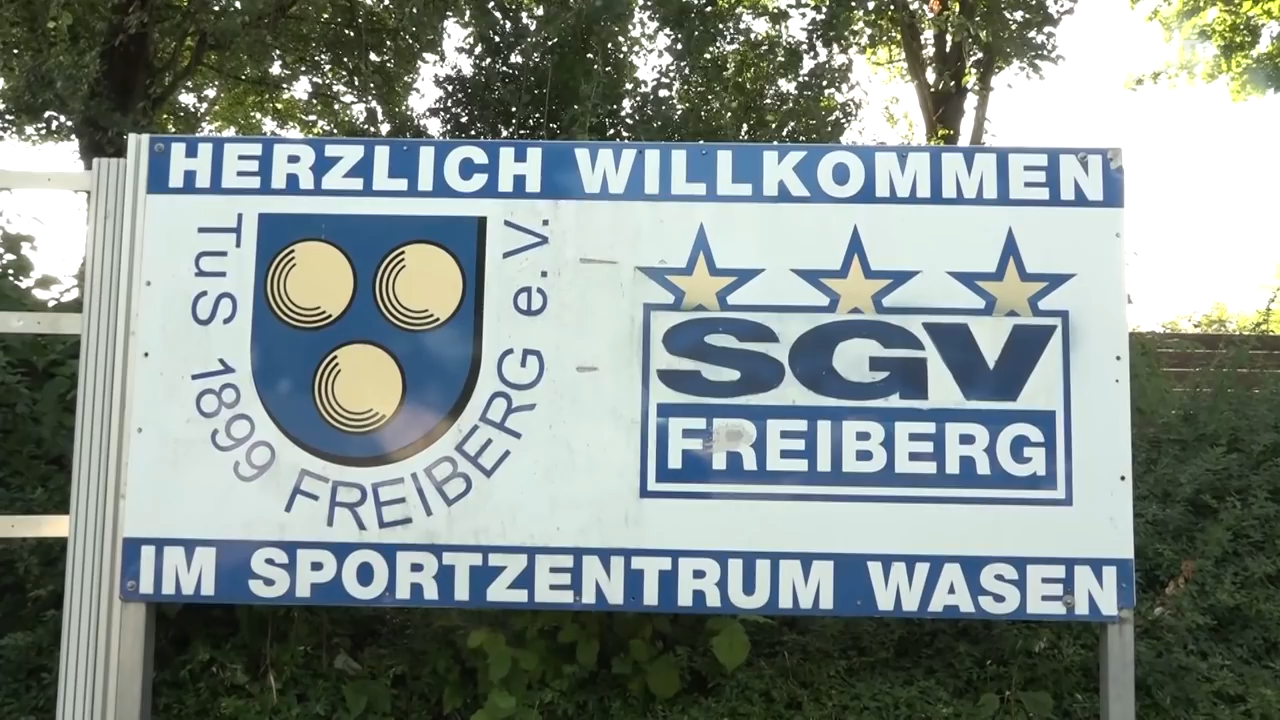 HERZLICH WILLKOMMEN
TuS 1899 FREIBERG e.V.
SGV
FREIBERG
IM SPORTZENTRUM WASEN